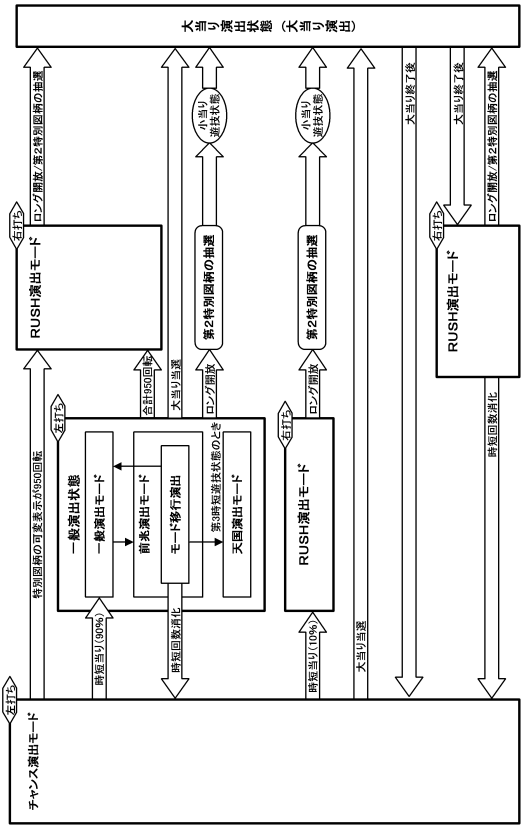 左打ち
チャンス演出モード
特別図柄の可変表示が950回転
時短当り(90%)
時短回数消化
時短当り(10%)
大当り当選
大当り終了後
時短回数消化
左打ち
一般演出状態
一般演出モード
前兆演出モード
モード移行演出
第3時短遊技状態のとき
天国演出モード
右打ち
RUSH演出モード
合計950回転
大当り当選
ロング開放
ロング開放
右打ち
RUSH演出モード
第2特別図柄の抽選
第2特別図柄の抽選
右打ち
RUSH演出モード
ロング開放/第2特別図柄の抽選
小当り
遊技状態
小当り
遊技状態
大当り終了後
ロング開放/第2特別図柄の抽選
大当り演出状態(大当り演出)